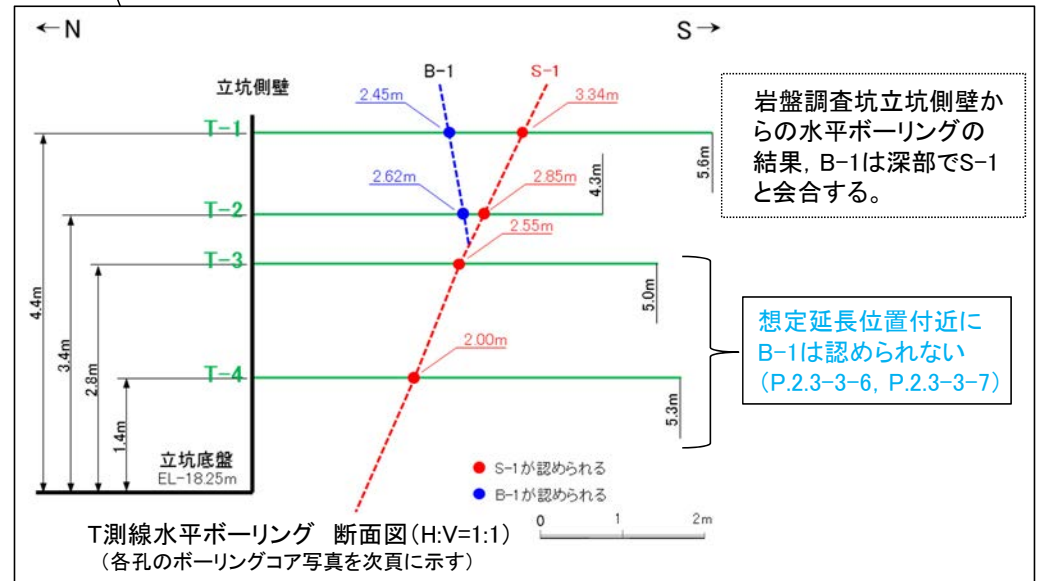 ←N
S→
B-1
S-1
立坑側壁
2.45m
3.34m
T-1
岩盤調査坑立坑側壁か
らの水平ボーリングの
結果，B-1は深部でS-1
と会合する。
5.6m
2.62m
2.85m
4.3m
T-2
2.55m
T-3
5.0m
4.4m
3.4m
2.8m
1.4m
想定延長位置付近に
B-1は認められない
（P.2.3-3-6，P.2.3-3-7）
2.00m
T-4
5.3m
立坑底盤
EL-18.25m
S-1が認められる
B-1が認められる
0 1 2m
T測線水平ボーリング　断面図（H:V=1:1）
（各孔のボーリングコア写真を次頁に示す）